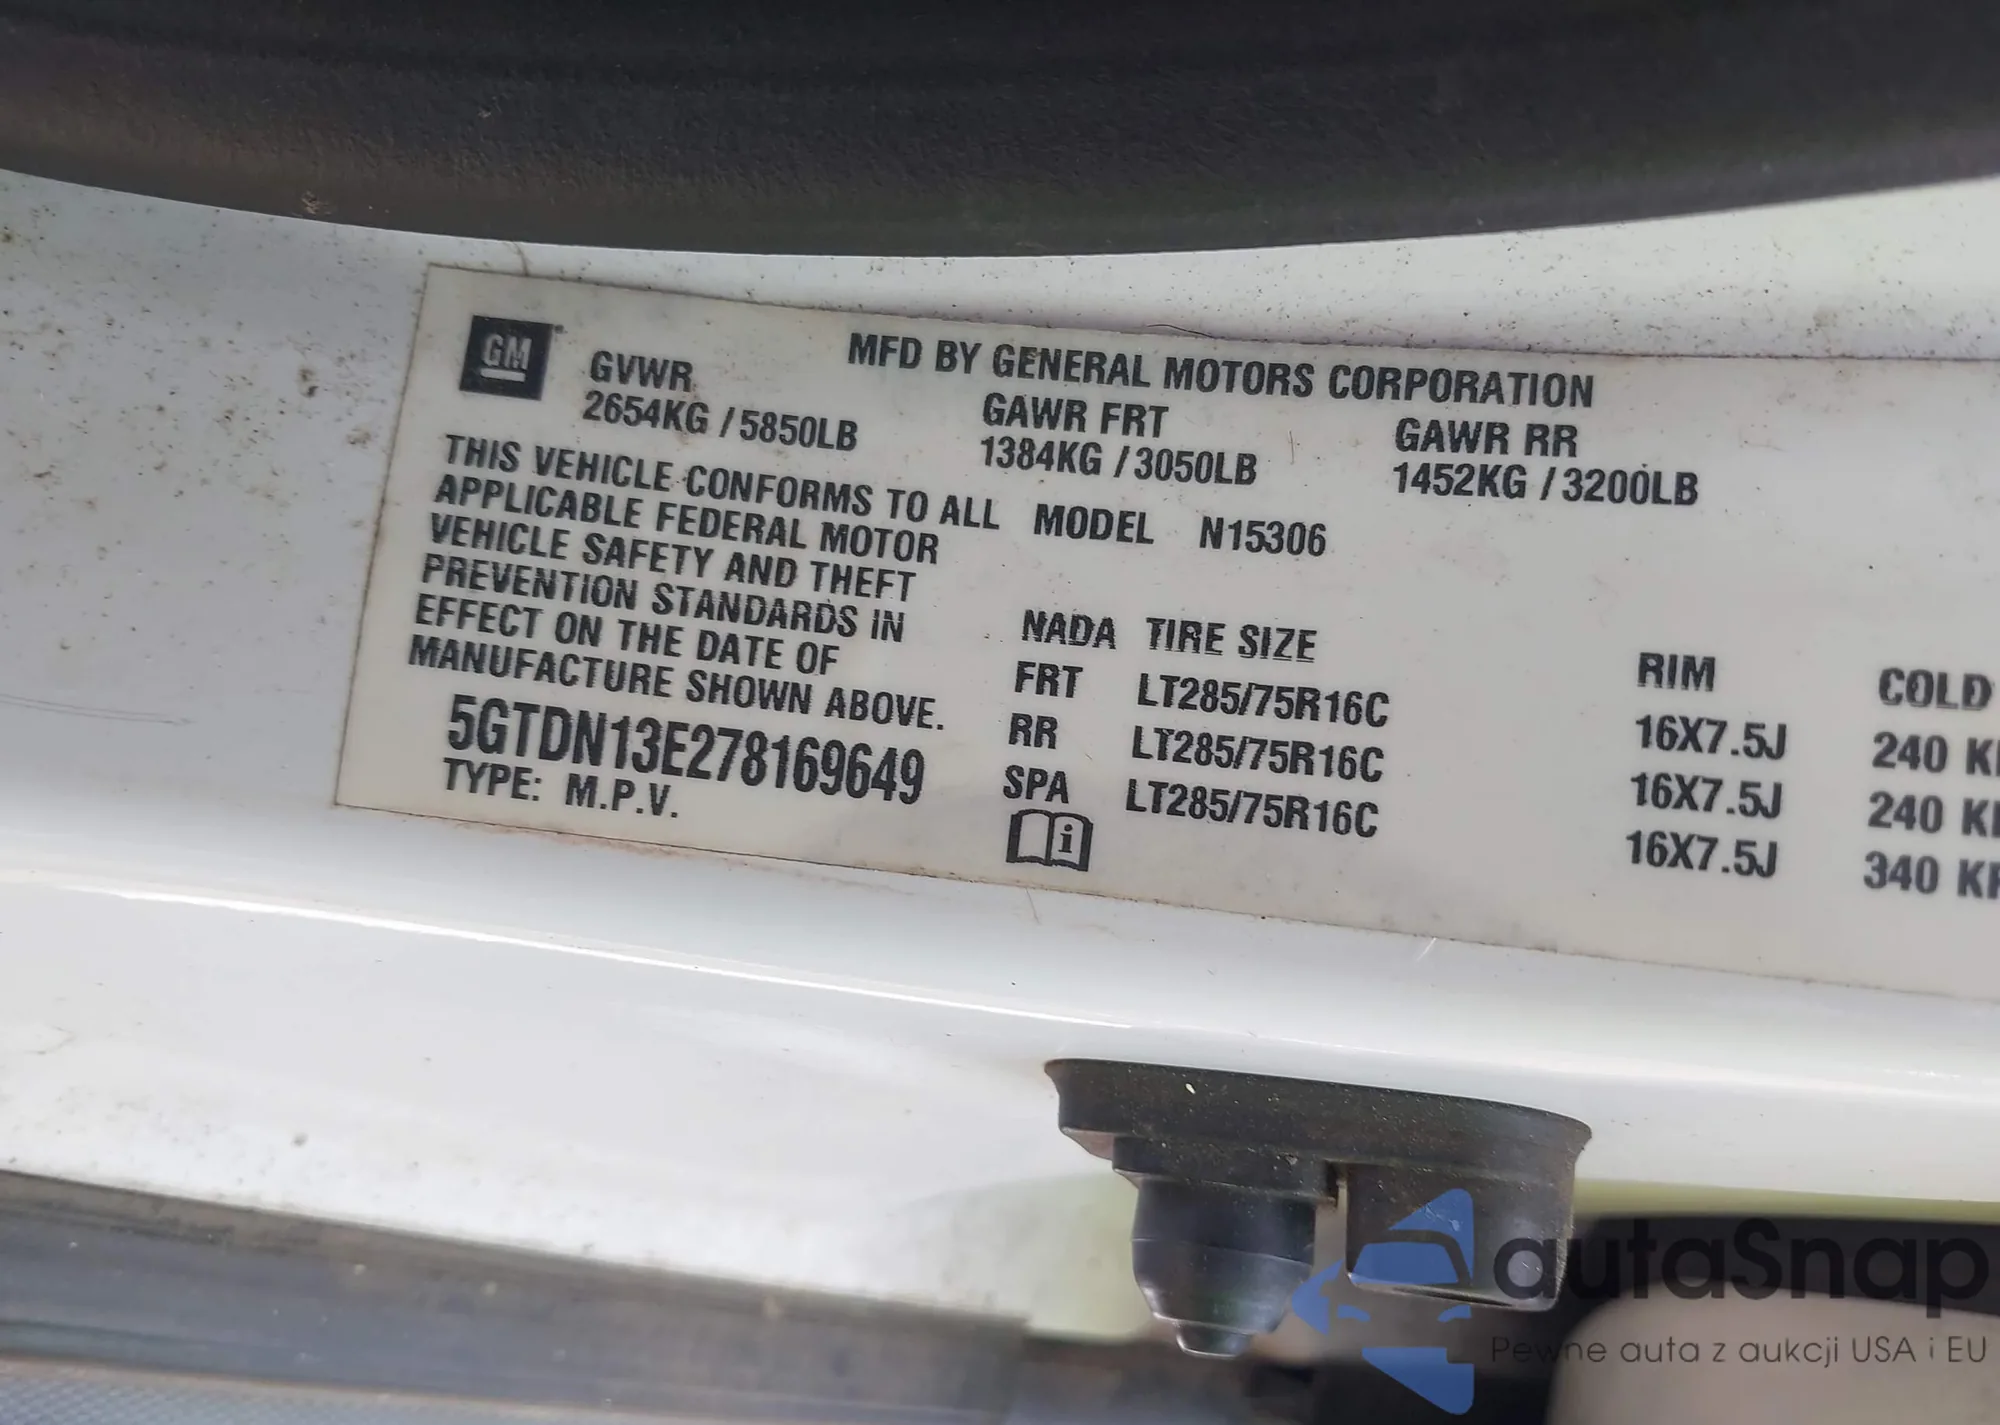 GM
MFD BY GENERAL MOTORS CORPORATION
GVWR GAWR FRT GAWR RR
2654KG / 5850LB 1384KG / 3050LB 1452KG / 3200LB
THIS VEHICLE CONFORMS TO ALL
APPLICABLE FEDERAL MOTOR
VEHICLE SAFETY AND THEFT
PREVENTION STANDARDS IN
EFFECT ON THE DATE OF
MANUFACTURE SHOWN ABOVE.
5GTDN13E278169649
TYPE: M.P.V.
MODEL N15306
NADA TIRE SIZE RIM COLD
FRT LT285/75R16C 16X7.5J 240
RR LT285/75R16C 16X7.5J 240
SPA LT285/75R16C 16X7.5J 340
i
autaSnap
Pewne auta z aukcji USA i EU